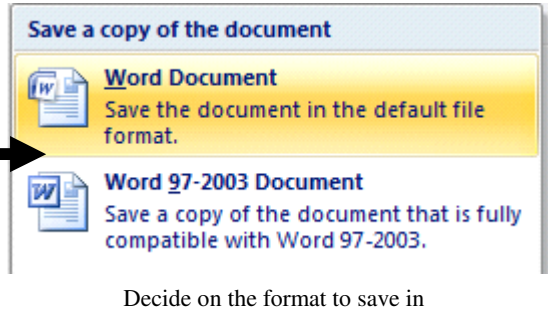 Save a copy of the document
Word Document
Save the document in the default file
format.
Word 97-2003 Document
Save a copy of the document that is fully
compatible with Word 97-2003.
Decide on the format to save in